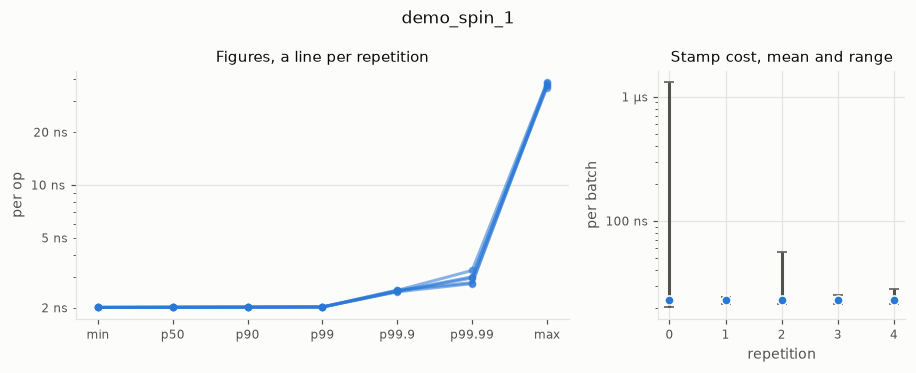 demo_spin_1
Figures, a line per repetition
per op
20 ns
10 ns
5 ns
2 ns
min p50 p90 p99 p99.9 p99.99 max
Stamp cost, mean and range
per batch
1 µs
100 ns
0 1 2 3 4
repetition